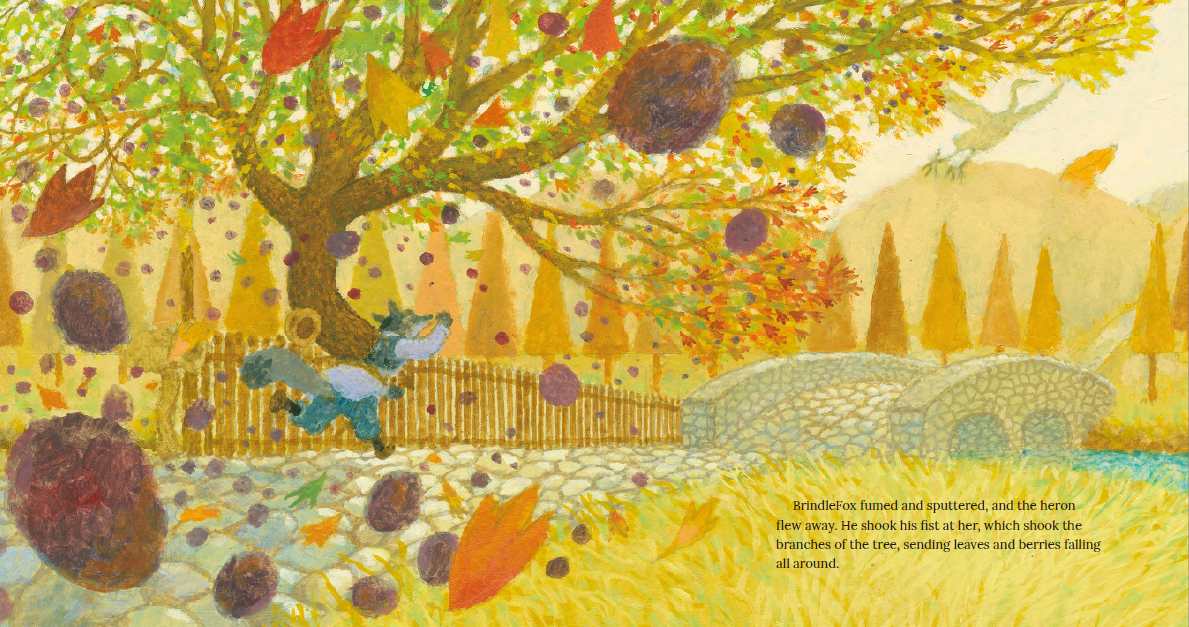 BrindleFox fumed and sputtered, and the heron
flew away. He shook his fist at her, which shook the
branches of the tree, sending leaves and berries falling
all around.